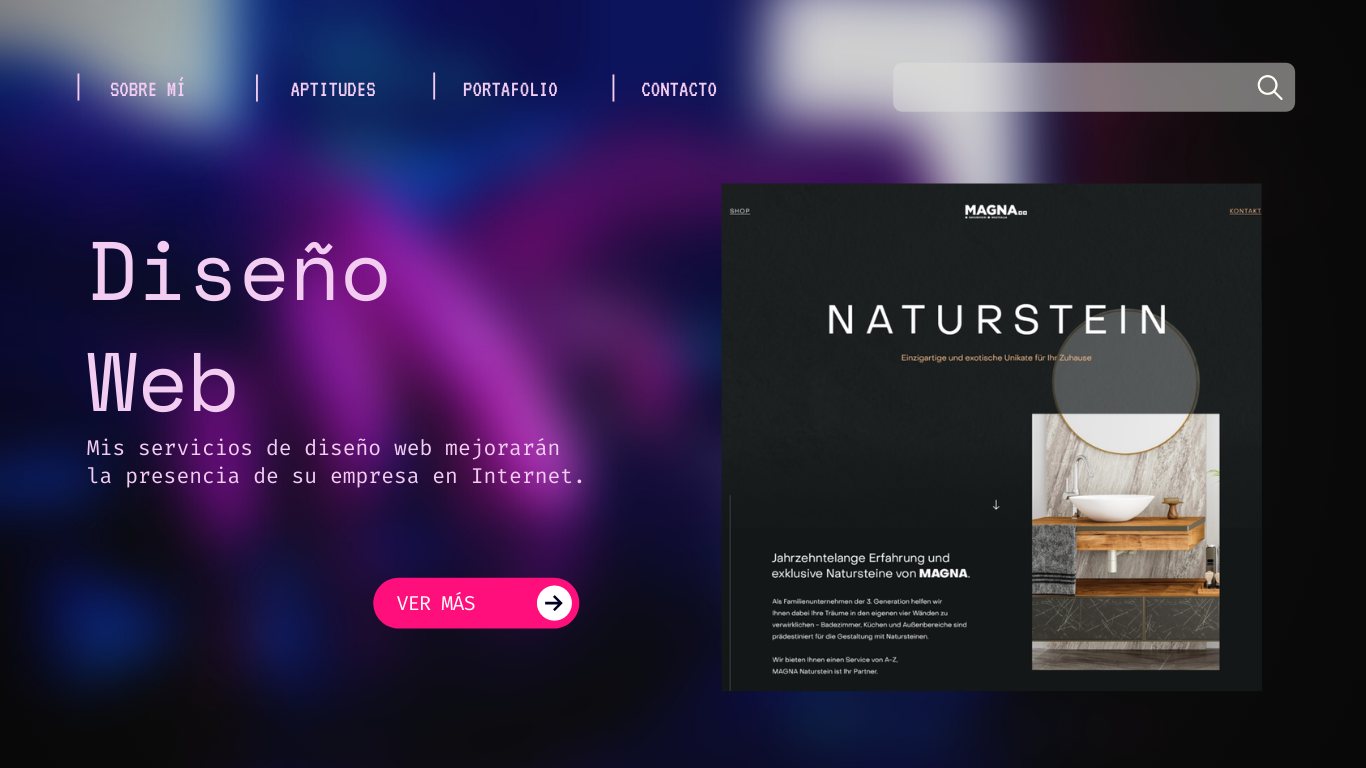 SOBRE MÍ
APTITUDES
PORTAFOLIO
CONTACTO
Diseño
Web
Mis servicios de diseño web mejorarán
la presencia de su empresa en Internet.
VER MÁS
SHOP
MAGNA
KONTAKT
NATURSTEIN
Einzigartige und exotische Unikate für Ihr Zuhause
Jahrzehntelange Erfahrung und
exklusive Natursteine von MAGNA.
Als Familienunternehmen der 3. Generation helfen wir
Ihnen dabei Ihre Träume in den eigenen vier Wänden zu
verwirklichen – Badezimmer, Küchen und Außenbereiche sind
prädestiniert für die Gestaltung mit Natursteinen.
Wir bieten Ihnen einen Service von A-Z,
MAGNA Naturstein ist Ihr Partner.